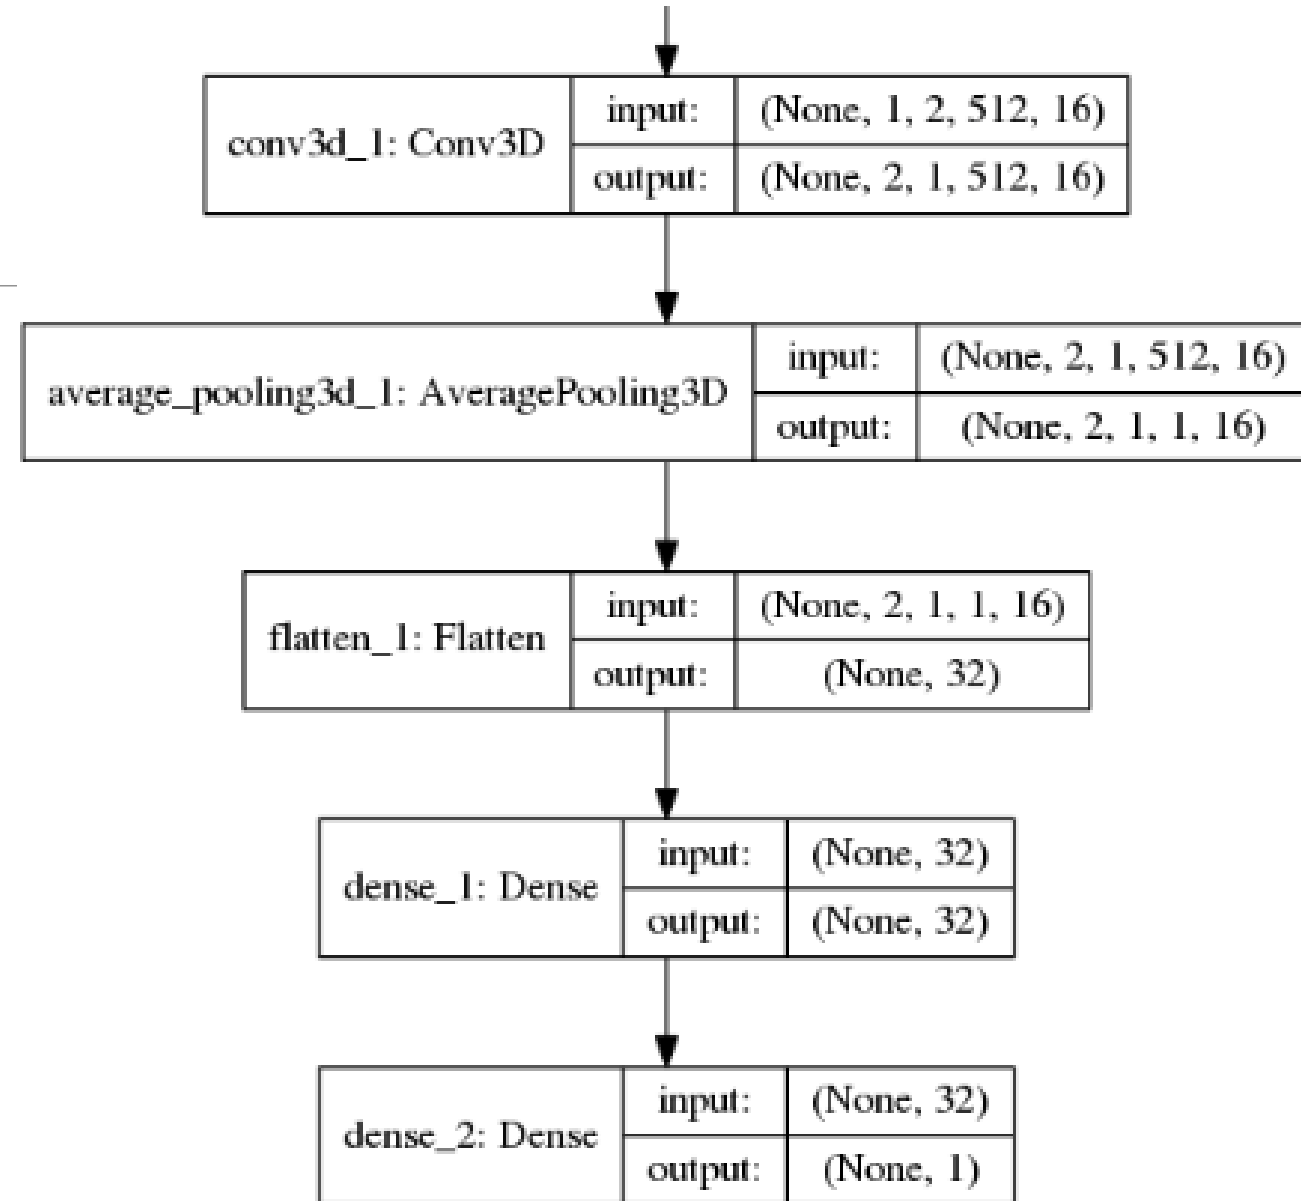 conv3d_1: Conv3D
input: (None, 1, 2, 512, 16)
output: (None, 2, 1, 512, 16)
average_pooling3d_1: AveragePooling3D
input: (None, 2, 1, 512, 16)
output: (None, 2, 1, 1, 16)
flatten_1: Flatten
input: (None, 2, 1, 1, 16)
output: (None, 32)
dense_1: Dense
input: (None, 32)
output: (None, 32)
dense_2: Dense
input: (None, 32)
output: (None, 1)